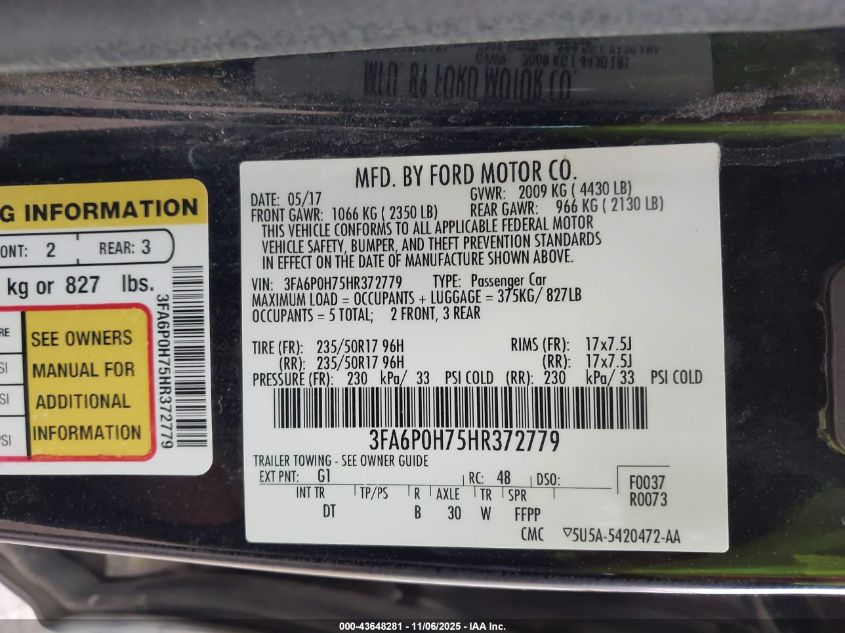 MFD. BY FORD MOTOR CO.
DATE: 05/17 GVWR: 2009 KG ( 4430 LB)
FRONT GAWR: 1066 KG ( 2350 LB) REAR GAWR: 966 KG ( 2130 LB)
THIS VEHICLE CONFORMS TO ALL APPLICABLE FEDERAL MOTOR
VEHICLE SAFETY, BUMPER, AND THEFT PREVENTION STANDARDS
IN EFFECT ON THE DATE OF MANUFACTURE SHOWN ABOVE.
VIN: 3FA6P0H75HR372779 TYPE: Passenger Car
MAXIMUM LOAD = OCCUPANTS + LUGGAGE = 375KG/ 827LB
OCCUPANTS = 5 TOTAL; 2 FRONT, 3 REAR
TIRE (FR): 235/50R17 96H RIMS (FR): 17x7.5J
(RR): 235/50R17 96H (RR): 17x7.5J
PRESSURE (FR): 230 kPa/ 33 PSI COLD (RR): 230 kPa/ 33 PSI COLD
3FA6P0H75HR372779
TRAILER TOWING - SEE OWNER GUIDE
EXT PNT: G1 RC: 48 DSO:
F0037
R0073
INT TR TP/PS R AXLE TR SPR
DT B 30 W FFPP
CMC ▽5U5A-5420472-AA
G INFORMATION
ONT: 2 REAR: 3
kg or 827 lbs.
RE
SI
SI
PSI
SEE OWNERS
MANUAL FOR
ADDITIONAL
INFORMATION
3FA6P0H75HR372779
000-43648281 - 11/06/2025 - IAA Inc.